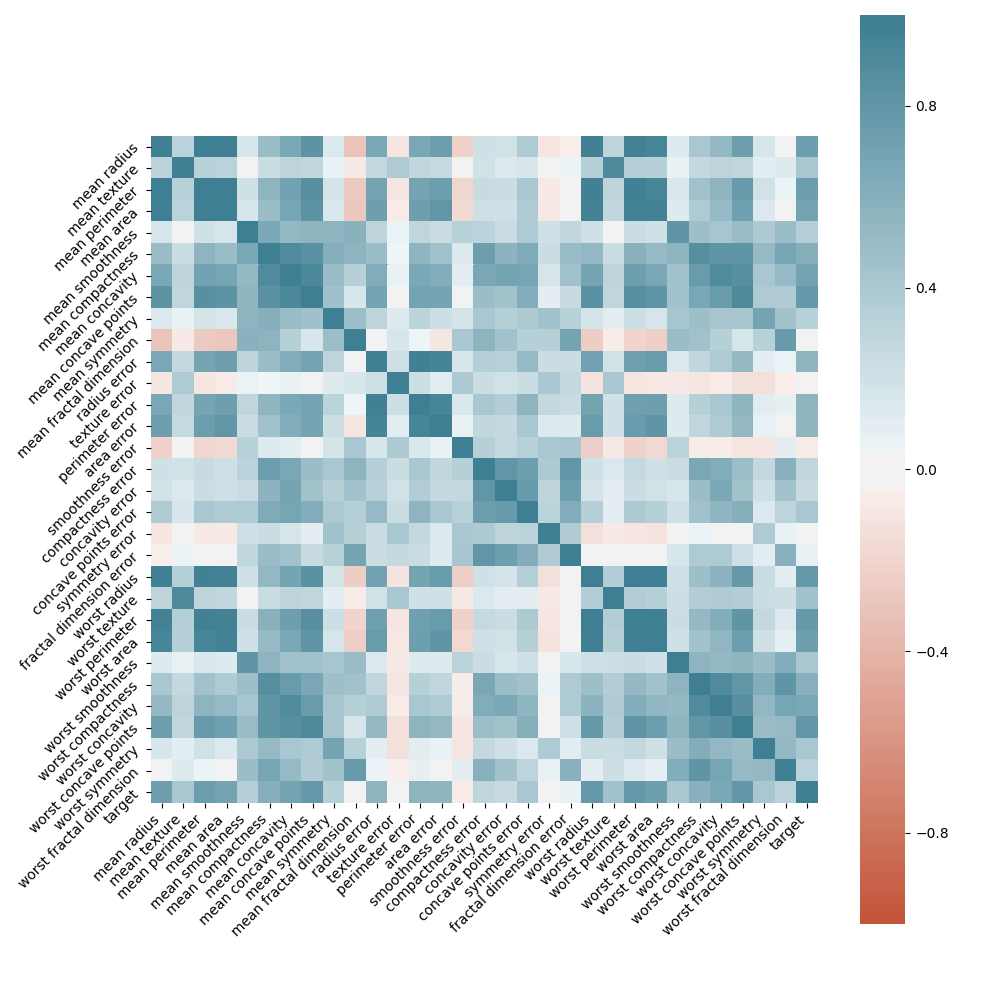 mean radius
mean texture
mean perimeter
mean area
mean smoothness
mean compactness
mean concavity
mean concave points
mean symmetry
mean fractal dimension
radius error
texture error
perimeter error
area error
smoothness error
compactness error
concavity error
concave points error
symmetry error
fractal dimension error
worst radius
worst texture
worst perimeter
worst area
worst smoothness
worst compactness
worst concavity
worst concave points
worst symmetry
worst fractal dimension
target
mean radius
mean texture
mean perimeter
mean area
mean smoothness
mean compactness
mean concavity
mean concave points
mean symmetry
mean fractal dimension
radius error
texture error
perimeter error
area error
smoothness error
compactness error
concavity error
concave points error
symmetry error
fractal dimension error
worst radius
worst texture
worst perimeter
worst area
worst smoothness
worst compactness
worst concavity
worst concave points
worst symmetry
worst fractal dimension
target
0.8
0.4
0.0
−0.4
−0.8